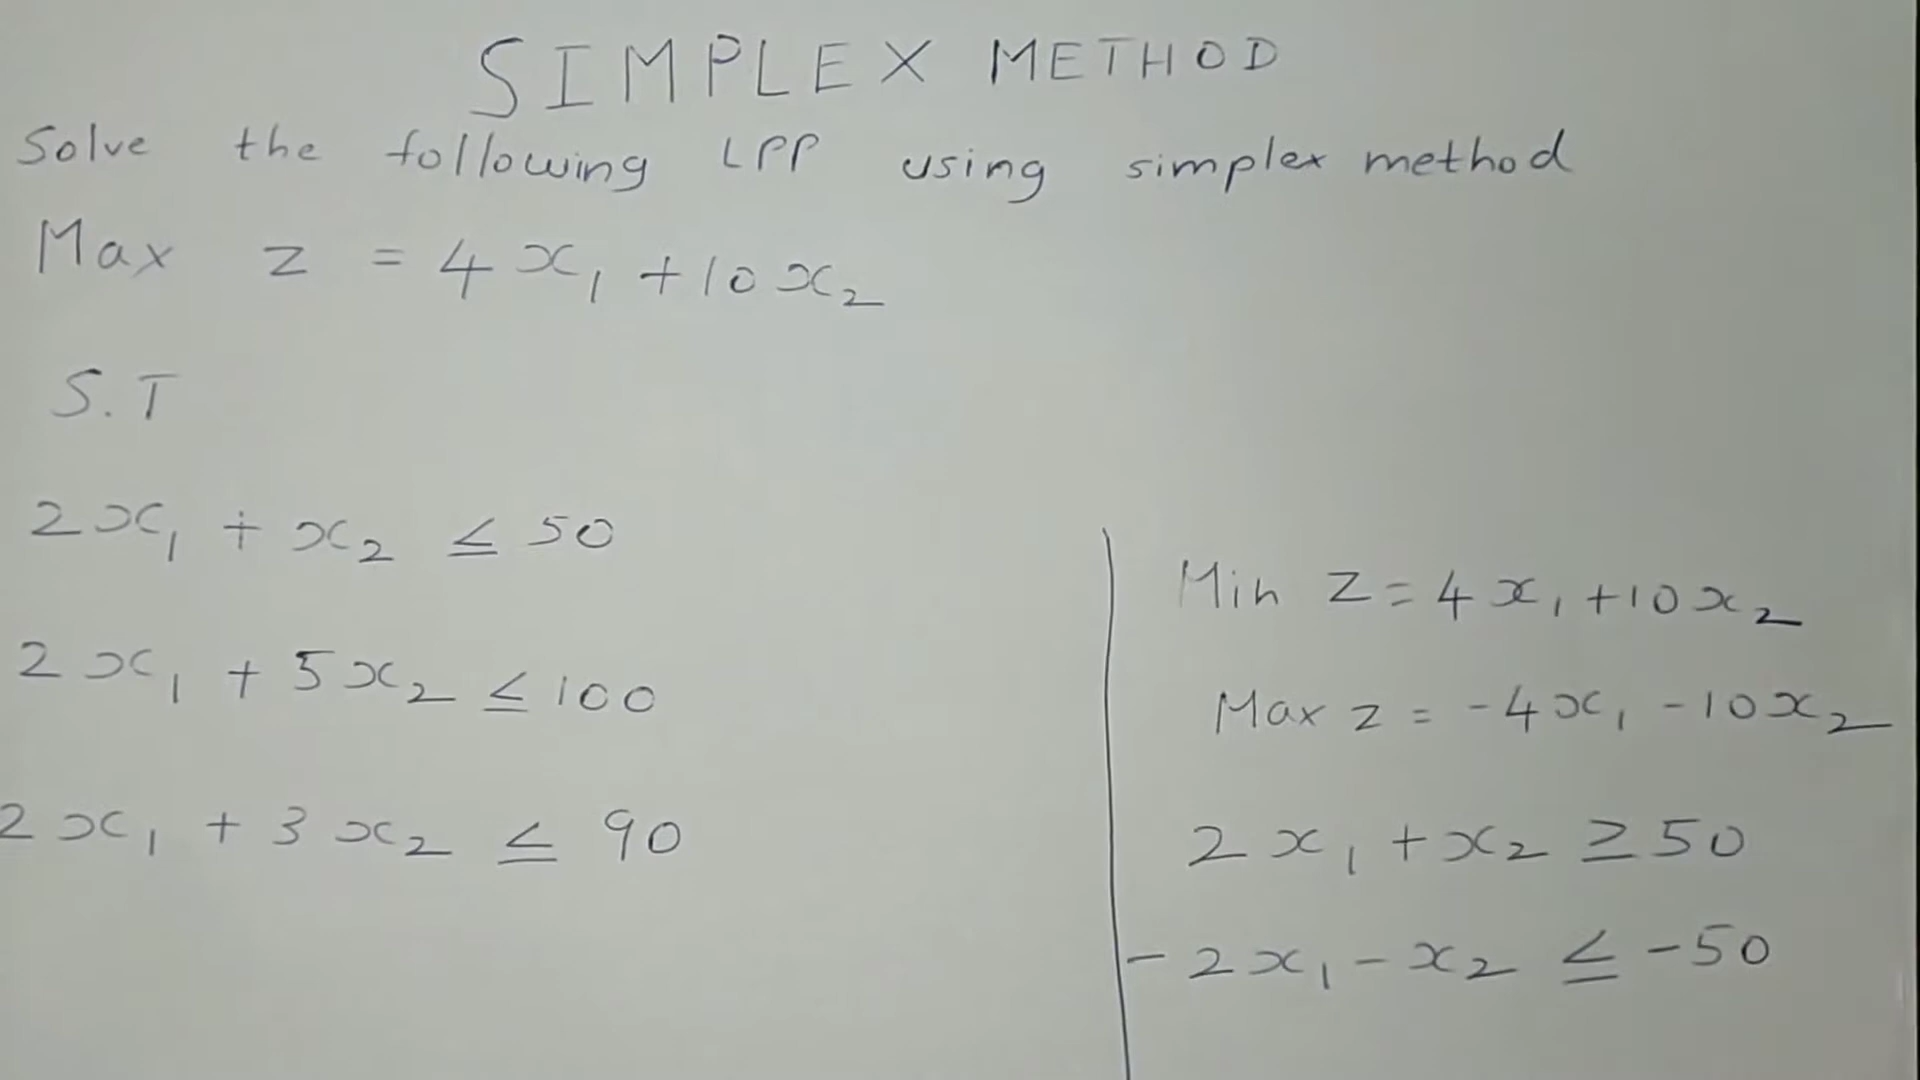 SIMPLEX METHOD
Solve the following LPP using simplex method
Max z = 4x₁ + 10x₂
S.T
2x₁ + x₂ ≤ 50
2x₁ + 5x₂ ≤ 100
2x₁ + 3x₂ ≤ 90
Min Z = 4x₁ + 10x₂
Max z = -4x₁ - 10x₂
2x₁ + x₂ ≥ 50
-2x₁ - x₂ ≤ -50